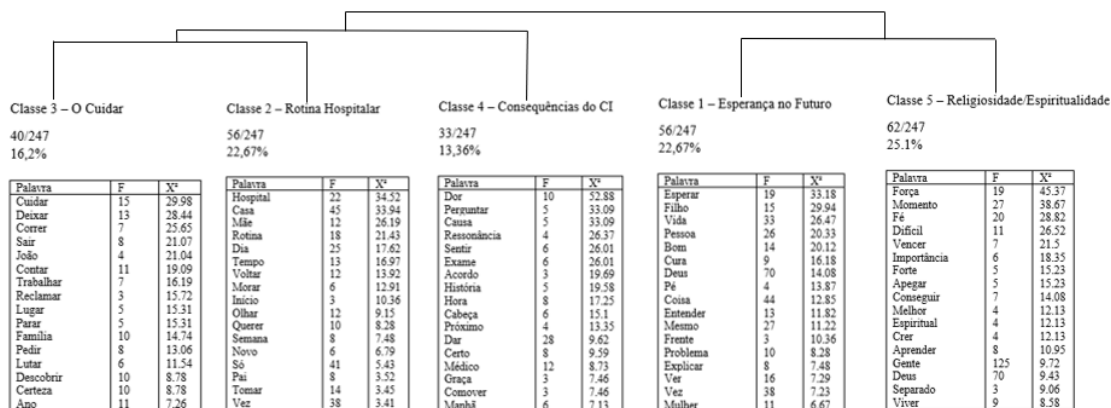 Classe 3 – O Cuidar
40/247
16,2%
Palavra F X²
Cuidar 15 29.98
Deixar 13 28.44
Correr 7 25.65
Sair 8 21.07
João 4 21.04
Contar 11 19.09
Trabalhar 7 16.19
Reclamar 3 15.72
Lugar 5 15.31
Parar 5 15.31
Família 10 14.74
Pedir 8 13.06
Lutar 6 11.54
Descobrir 10 8.78
Certeza 10 8.78
Ano 11 7.26
Classe 2 – Rotina Hospitalar
56/247
22,67%
Palavra F X²
Hospital 22 34.52
Casa 45 33.94
Mãe 12 26.19
Rotina 18 21.43
Dia 25 17.62
Tempo 13 16.97
Voltar 12 13.92
Morar 6 12.91
Início 3 10.36
Olhar 12 9.15
Querer 10 8.28
Semana 8 7.48
Novo 6 6.79
Só 41 5.43
Pai 8 3.52
Tomar 14 3.45
Vez 38 3.41
Classe 4 – Consequências do CI
33/247
13,36%
Palavra F X²
Dor 10 52.88
Perguntar 5 33.09
Causa 5 33.09
Ressonância 4 26.37
Sentir 6 26.01
Exame 6 26.01
Acordo 3 19.69
História 5 19.58
Hora 8 17.25
Cabeça 6 15.1
Próximo 4 13.35
Dar 28 9.62
Certo 8 9.59
Médico 12 8.73
Graça 3 7.46
Comover 3 7.46
Manhã 6 7.13
Classe 1 – Esperança no Futuro
56/247
22,67%
Palavra F X²
Esperar 19 33.18
Filho 15 29.94
Vida 33 26.47
Pessoa 26 20.33
Bom 14 20.12
Cura 9 16.18
Deus 70 14.08
Pé 4 13.87
Coisa 44 12.85
Entender 13 11.82
Mesmo 27 11.22
Frente 3 10.36
Problema 10 8.28
Explicar 8 7.48
Ver 16 7.29
Vez 38 7.23
Mulher 11 6.67
Classe 5 – Religiosidade/Espiritualidade
62/247
25.1%
Palavra F X²
Força 19 45.37
Momento 27 38.67
Fé 20 28.82
Difícil 11 26.52
Vencer 7 21.5
Importância 6 18.35
Forte 5 15.23
Apegar 5 15.23
Conseguir 7 14.08
Melhor 4 12.13
Espiritual 4 12.13
Crer 4 12.13
Aprender 8 10.95
Gente 125 9.72
Deus 70 9.43
Separado 3 9.06
Viver 9 8.58